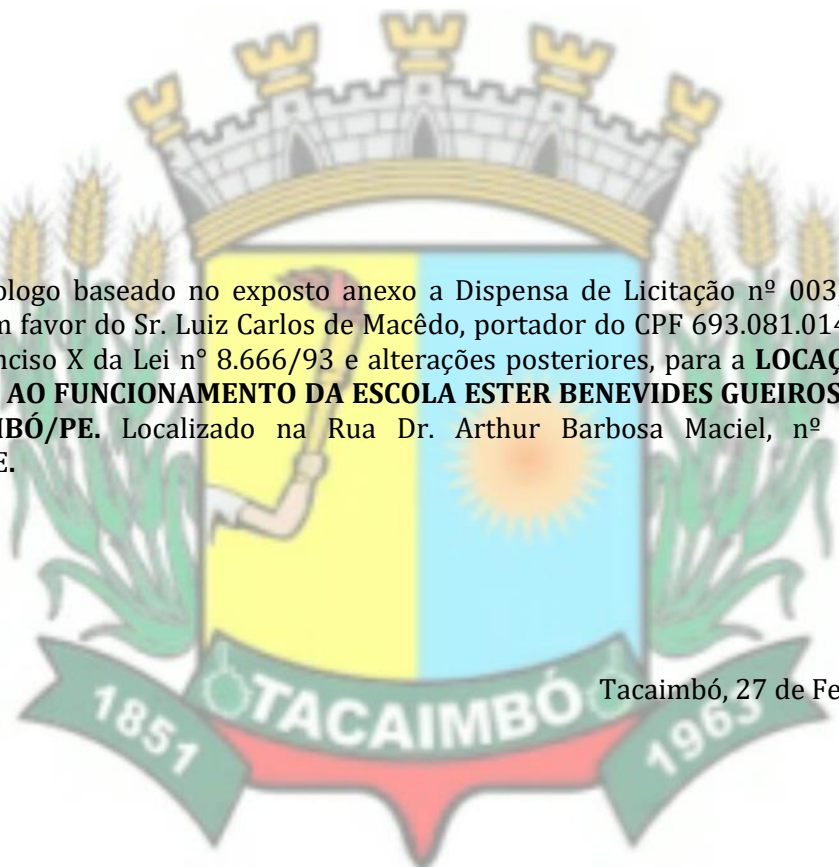 ologo baseado no exposto anexo a Dispensa de Licitação nº 003
m favor do Sr. Luiz Carlos de Macêdo, portador do CPF 693.081.014
nciso X da Lei n° 8.666/93 e alterações posteriores, para a LOCAÇ
AO FUNCIONAMENTO DA ESCOLA ESTER BENEVIDES GUEIROS
IBÓ/PE. Localizado na Rua Dr. Arthur Barbosa Maciel, nº
E.
Tacaimbó, 27 de Fe
1851 TACAIMBÓ 1963